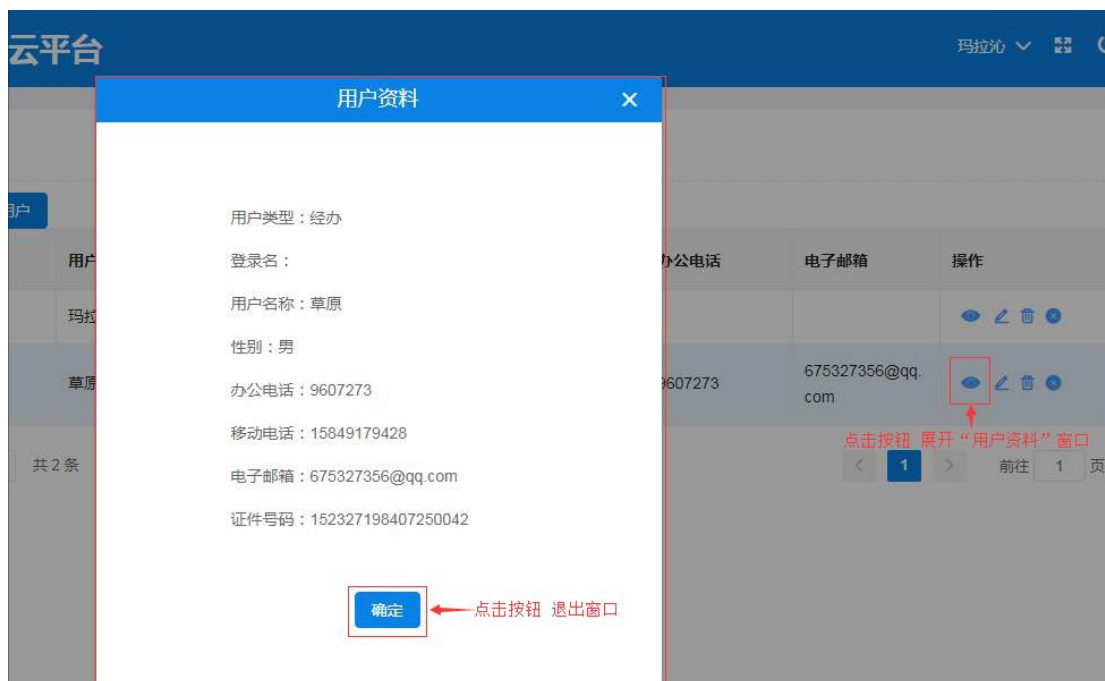 云平台
玛拉沁
用户资料
用户类型：经办
登录名：
用户名称：草原
性别：男
办公电话：9607273
移动电话：15849179428
电子邮箱：675327356@qq.com
证件号码：152327198407250042
确定
点击按钮 退出窗口
用户
办公电话
电子邮箱
操作
玛拉
草原
9607273
675327356@qq.
com
点击按钮 展开“用户资料”窗口
共2条
1
前往 1 页